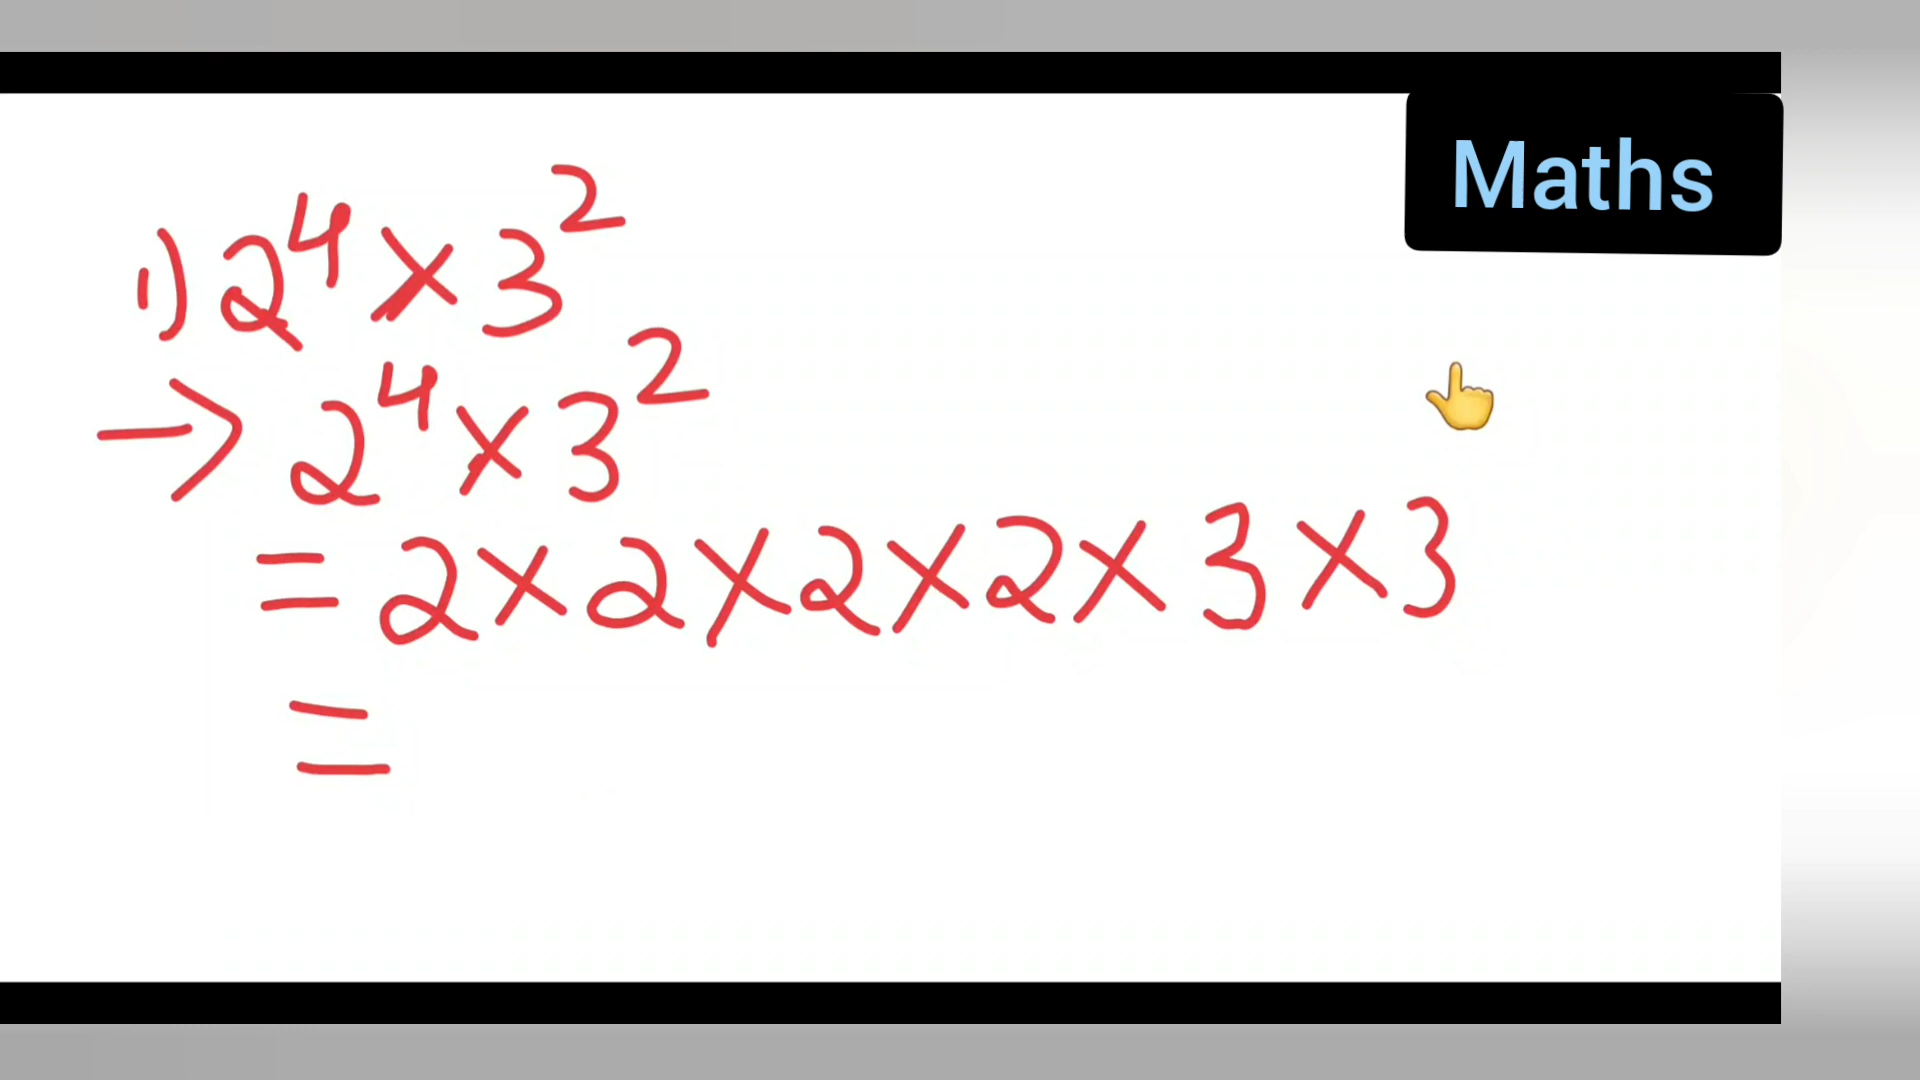 Maths
1) 2⁴ × 3²
→ 2⁴ × 3²
= 2 × 2 × 2 × 2 × 3 × 3
=